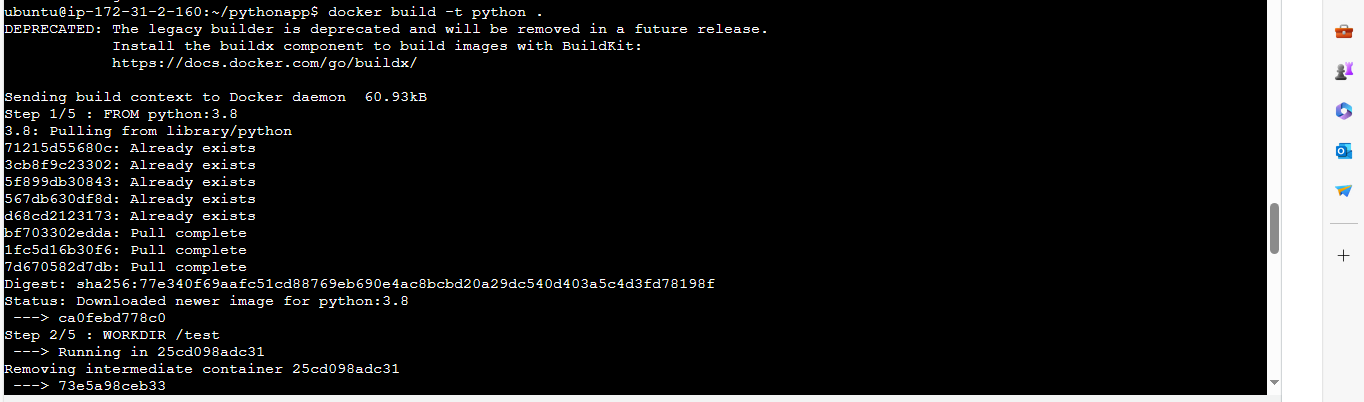 ubuntu@ip-172-31-2-160:~/pythonapp$ docker build -t python .
DEPRECATED: The legacy builder is deprecated and will be removed in a future release.
            Install the buildx component to build images with BuildKit:
            https://docs.docker.com/go/buildx/

Sending build context to Docker daemon  60.93kB
Step 1/5 : FROM python:3.8
3.8: Pulling from library/python
71215d55680c: Already exists
3cb8f9c23302: Already exists
5f899db30843: Already exists
567db630df8d: Already exists
d68cd2123173: Already exists
bf703302edda: Pull complete
1fc5d16b30f6: Pull complete
7d670582d7db: Pull complete
Digest: sha256:77e340f69aafc51cd88769eb690e4ac8bcbd20a29dc540d403a5c4d3fd78198f
Status: Downloaded newer image for python:3.8
 ---> ca0febd778c0
Step 2/5 : WORKDIR /test
 ---> Running in 25cd098adc31
Removing intermediate container 25cd098adc31
 ---> 73e5a98ceb33